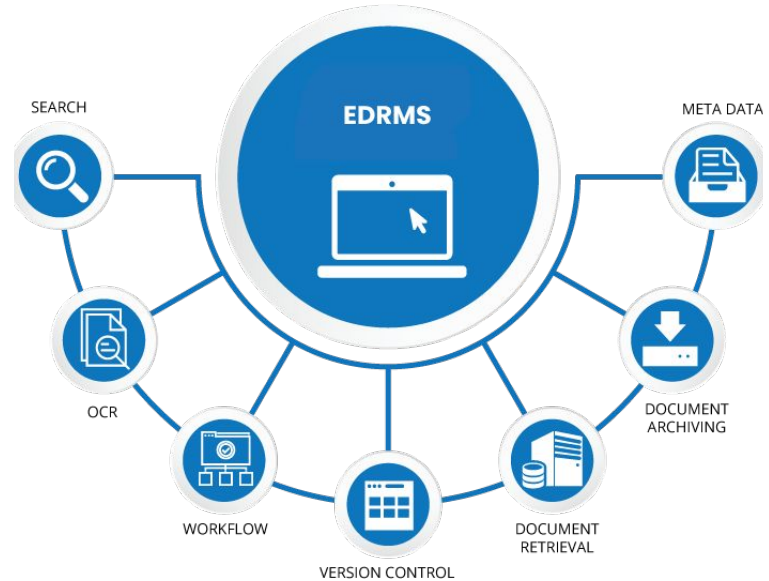 EDRMS
SEARCH
META DATA
OCR
DOCUMENT
ARCHIVING
WORKFLOW
DOCUMENT
RETRIEVAL
VERSION CONTROL